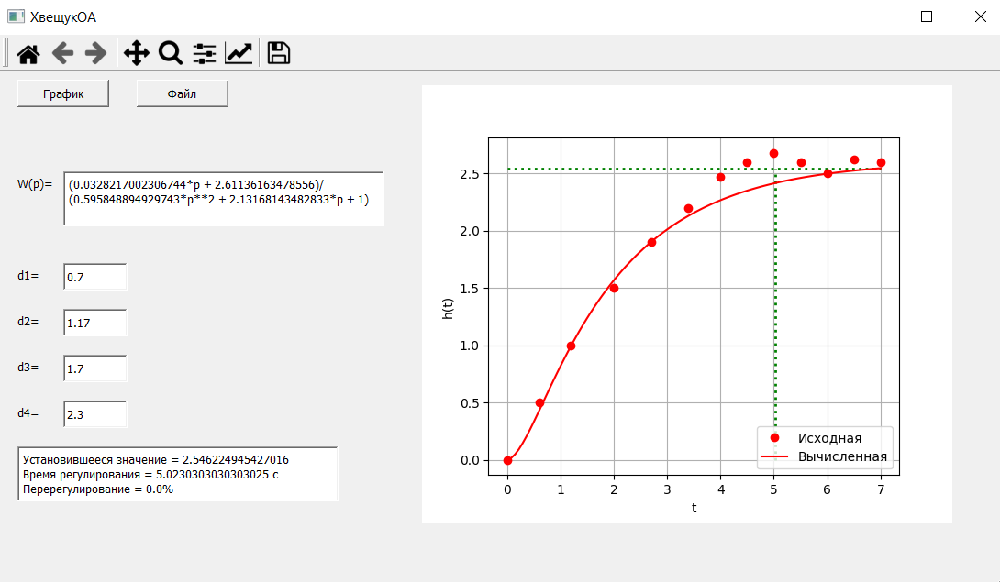 ХвещукОА
График
Файл
W(p)=
(0.0328217002306744*p + 2.61136163478556)/
(0.595848894929743*p**2 + 2.13168143482833*p + 1)
d1=
0.7
d2=
1.17
d3=
1.7
d4=
2.3
Установившееся значение = 2.546224945427016
Время регулирования = 5.0230303030303025 с
Перерегулирование = 0.0%
h(t)
2.5
2.0
1.5
1.0
0.5
0.0
0 1 2 3 4 5 6 7
t
Исходная
Вычисленная